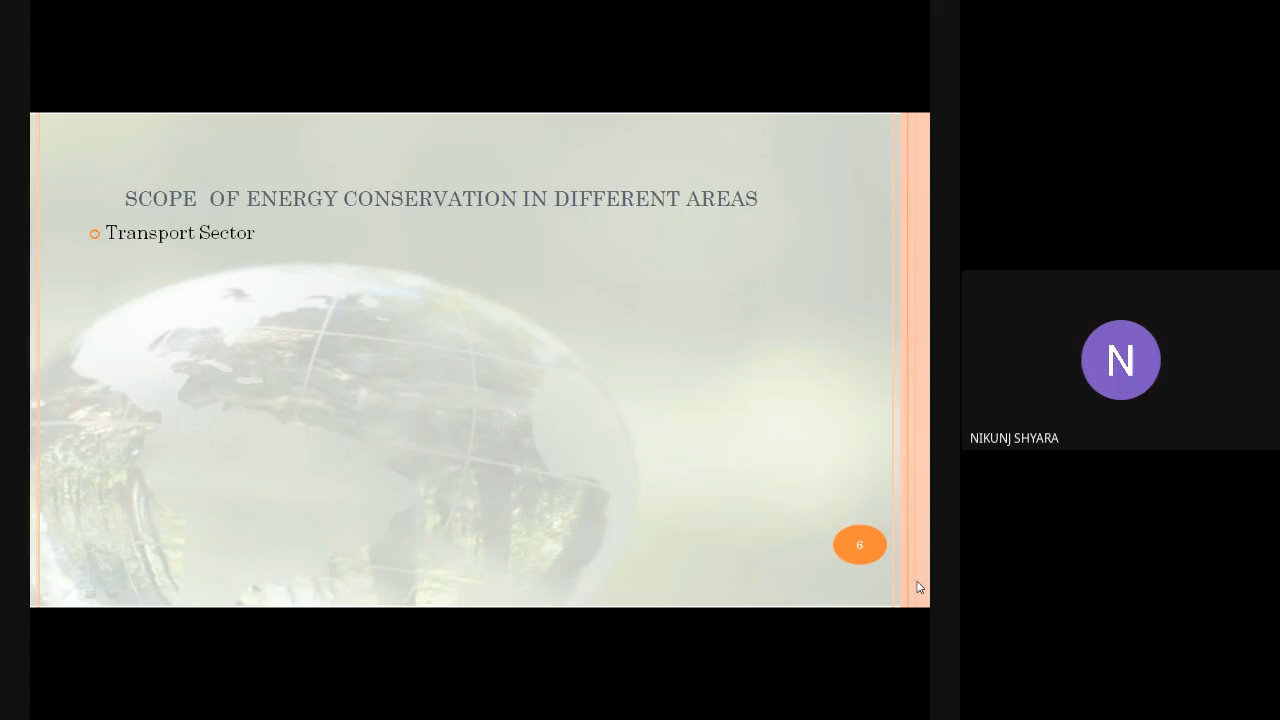 SCOPE OF ENERGY CONSERVATION IN DIFFERENT AREAS
Transport Sector
6
N
NIKUNJ SHYARA